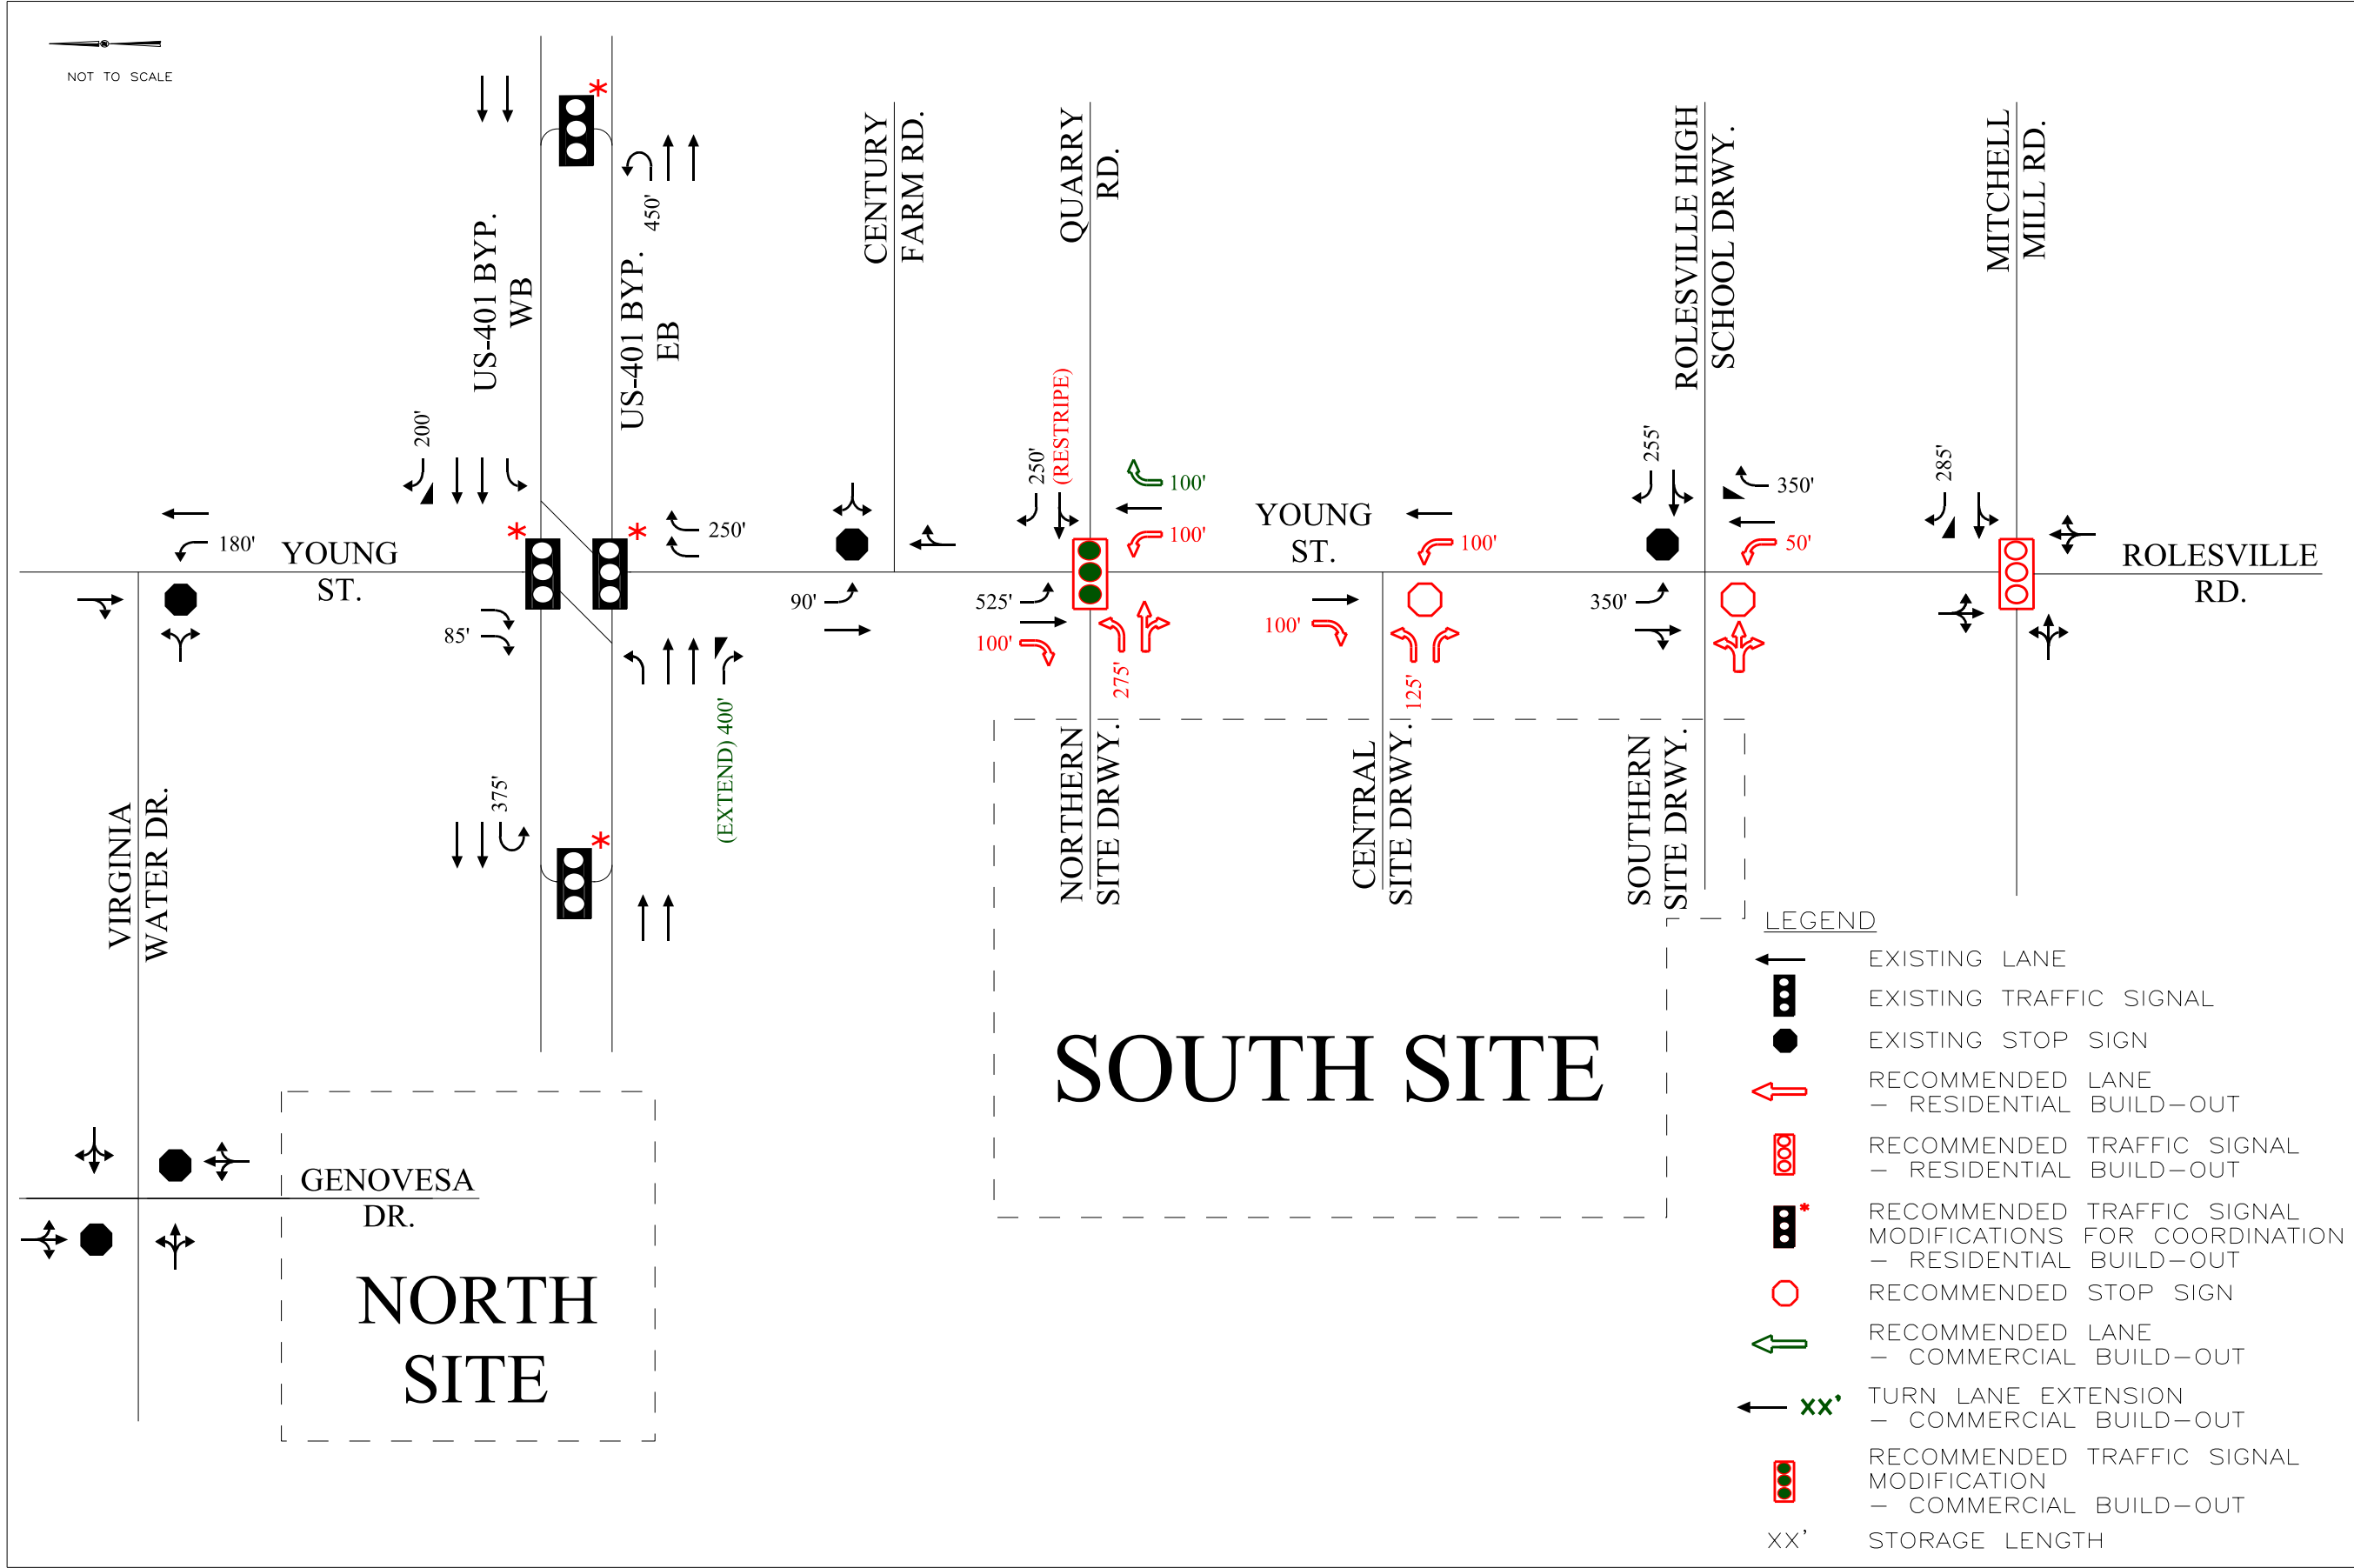 NOT TO SCALE
US-401 BYP.
WB
US-401 BYP.
EB
450'
CENTURY
FARM RD.
QUARRY
RD.
ROLESVILLE HIGH
SCHOOL DRWY.
MITCHELL
MILL RD.
200'
250'
(RESTRIPE)
100'
255'
350'
285'
180'
YOUNG
ST.
250'
100'
YOUNG
ST.
100'
50'
ROLESVILLE
RD.
85'
90'
525'
100'
275'
100'
125'
350'
(EXTEND) 400'
375'
VIRGINIA
WATER DR.
NORTHERN
SITE DRWY.
CENTRAL
SITE DRWY.
SOUTHERN
SITE DRWY.
SOUTH SITE
GENOVESA
DR.
NORTH
SITE
LEGEND
EXISTING LANE
EXISTING TRAFFIC SIGNAL
EXISTING STOP SIGN
RECOMMENDED LANE
– RESIDENTIAL BUILD–OUT
RECOMMENDED TRAFFIC SIGNAL
– RESIDENTIAL BUILD–OUT
* RECOMMENDED TRAFFIC SIGNAL
MODIFICATIONS FOR COORDINATION
– RESIDENTIAL BUILD–OUT
RECOMMENDED STOP SIGN
RECOMMENDED LANE
– COMMERCIAL BUILD–OUT
XX' TURN LANE EXTENSION
– COMMERCIAL BUILD–OUT
RECOMMENDED TRAFFIC SIGNAL
MODIFICATION
– COMMERCIAL BUILD–OUT
XX' STORAGE LENGTH